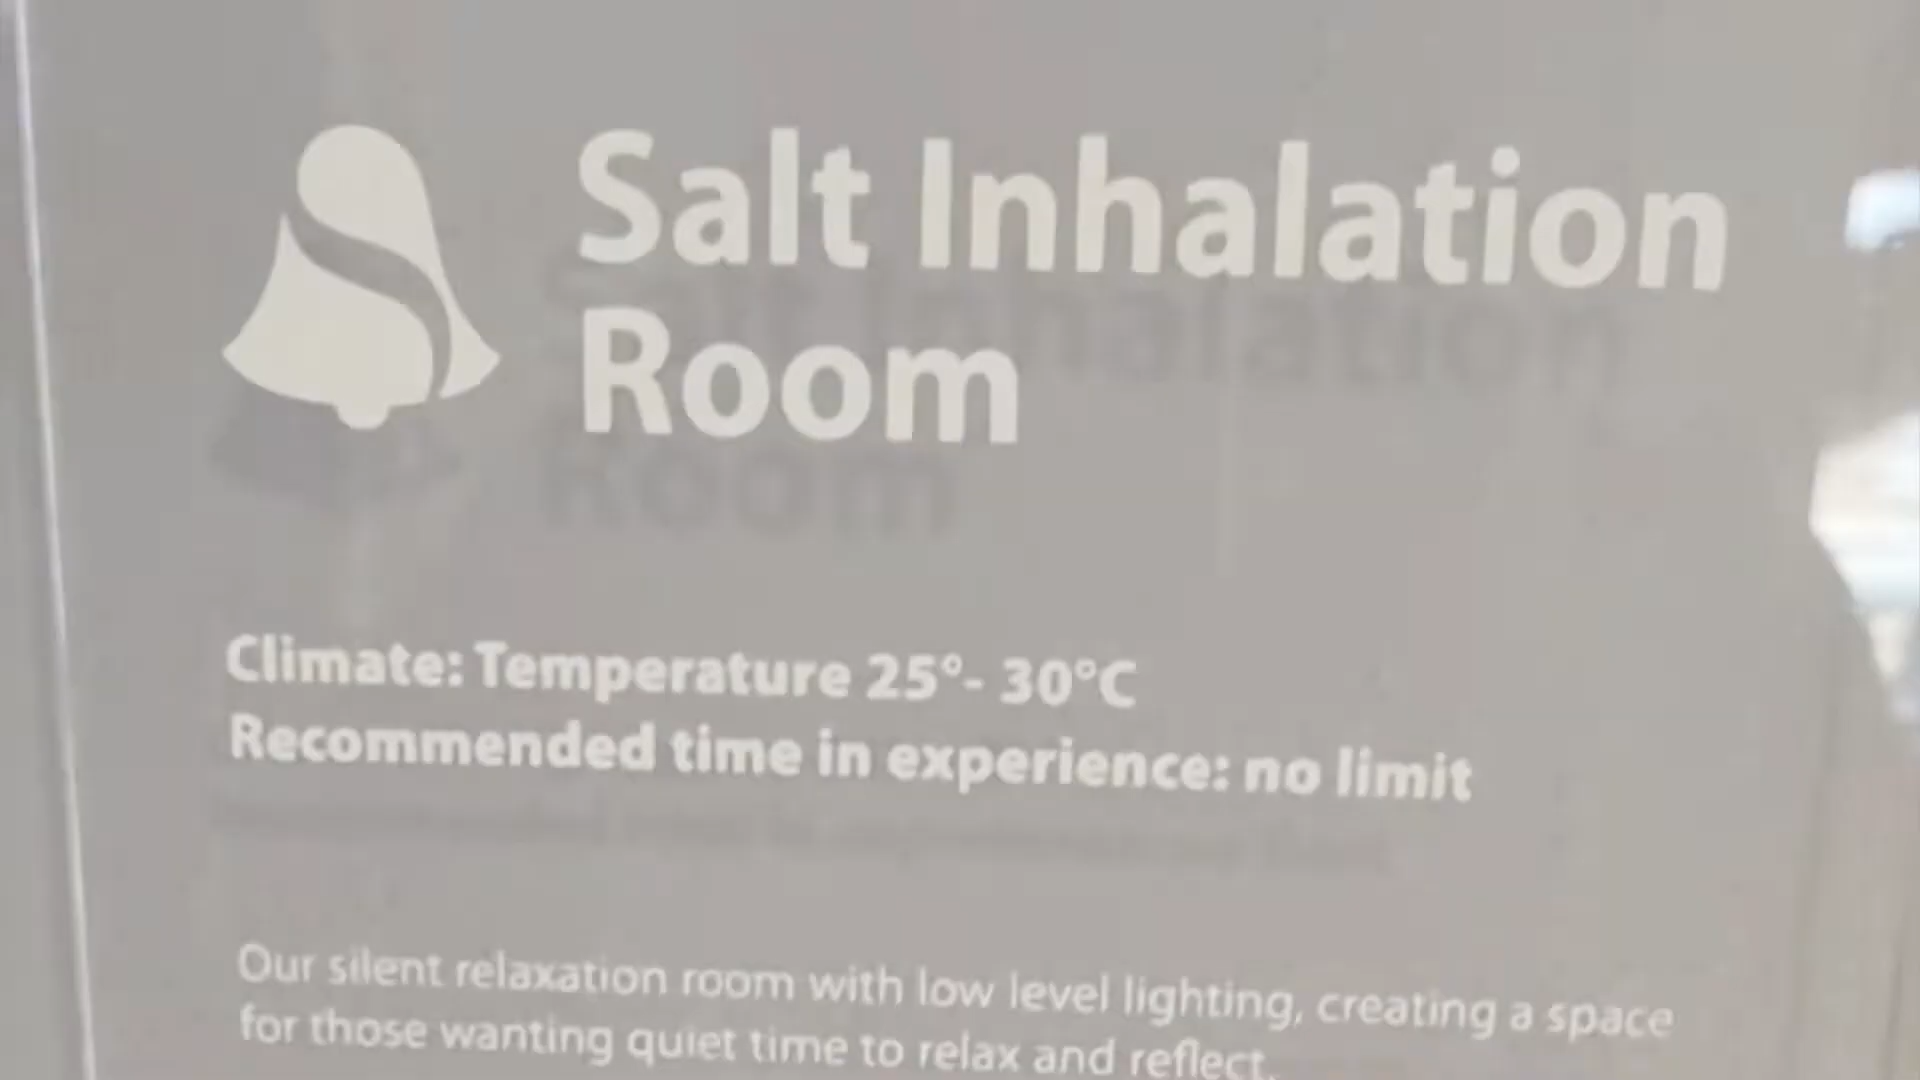 Salt Inhalation
Room
Climate: Temperature 25°- 30°C
Recommended time in experience: no limit
Our silent relaxation room with low level lighting, creating a space
for those wanting quiet time to relax and reflect.